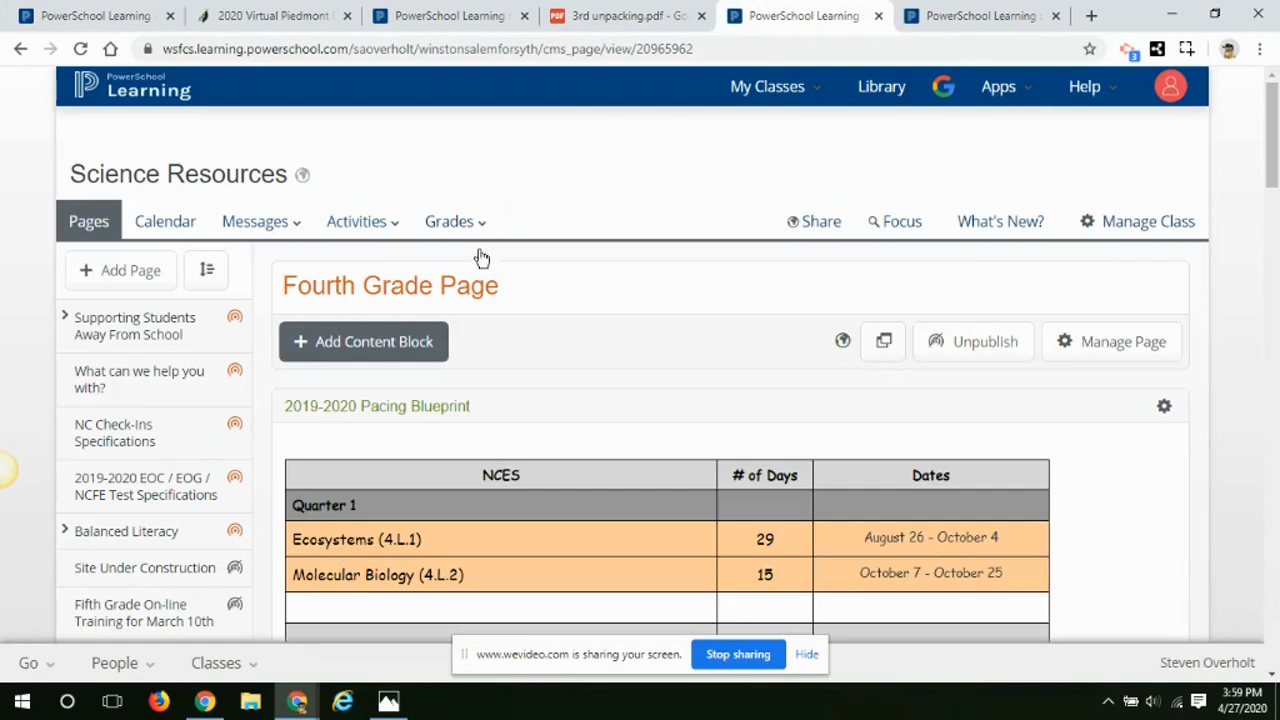 PowerSchool Learning :
2020 Virtual Piedmont
PowerSchool Learning :
3rd unpacking.pdf - Go
PowerSchool Learning :
PowerSchool Learning :
wsfcs.learning.powerschool.com/saoverholt/winstonsalemforsyth/cms_page/view/20965962
3
PowerSchool
Learning
My Classes
Library
Apps
Help
Science Resources
Pages
Calendar
Messages
Activities
Grades
Share
Focus
What's New?
Manage Class
+ Add Page
Fourth Grade Page
Supporting Students
Away From School
+ Add Content Block
Unpublish
Manage Page
What can we help you
with?
2019-2020 Pacing Blueprint
NC Check-Ins
Specifications
NCES # of Days Dates
2019-2020 EOC / EOG /
NCFE Test Specifications
Quarter 1
Balanced Literacy
Ecosystems (4.L.1) 29 August 26 - October 4
Site Under Construction
Molecular Biology (4.L.2) 15 October 7 - October 25
Fifth Grade On-line
Training for March 10th
www.wevideo.com is sharing your screen.
Stop sharing
Hide
Go
People
Classes
Steven Overholt
3:59 PM
4/27/2020